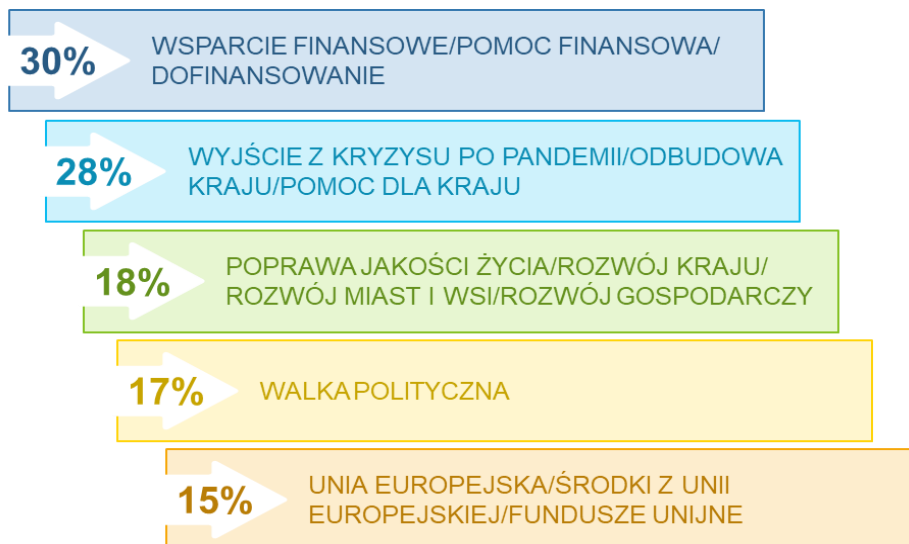 30%
WSPARCIE FINANSOWE/POMOC FINANSOWA/
DOFINANSOWANIE
28%
WYJŚCIE Z KRYZYSU PO PANDEMII/ODBUDOWA
KRAJU/POMOC DLA KRAJU
18%
POPRAWA JAKOŚCI ŻYCIA/ROZWÓJ KRAJU/
ROZWÓJ MIAST I WSI/ROZWÓJ GOSPODARCZY
17%
WALKA POLITYCZNA
15%
UNIA EUROPEJSKA/ŚRODKI Z UNII
EUROPEJSKIEJ/FUNDUSZE UNIJNE